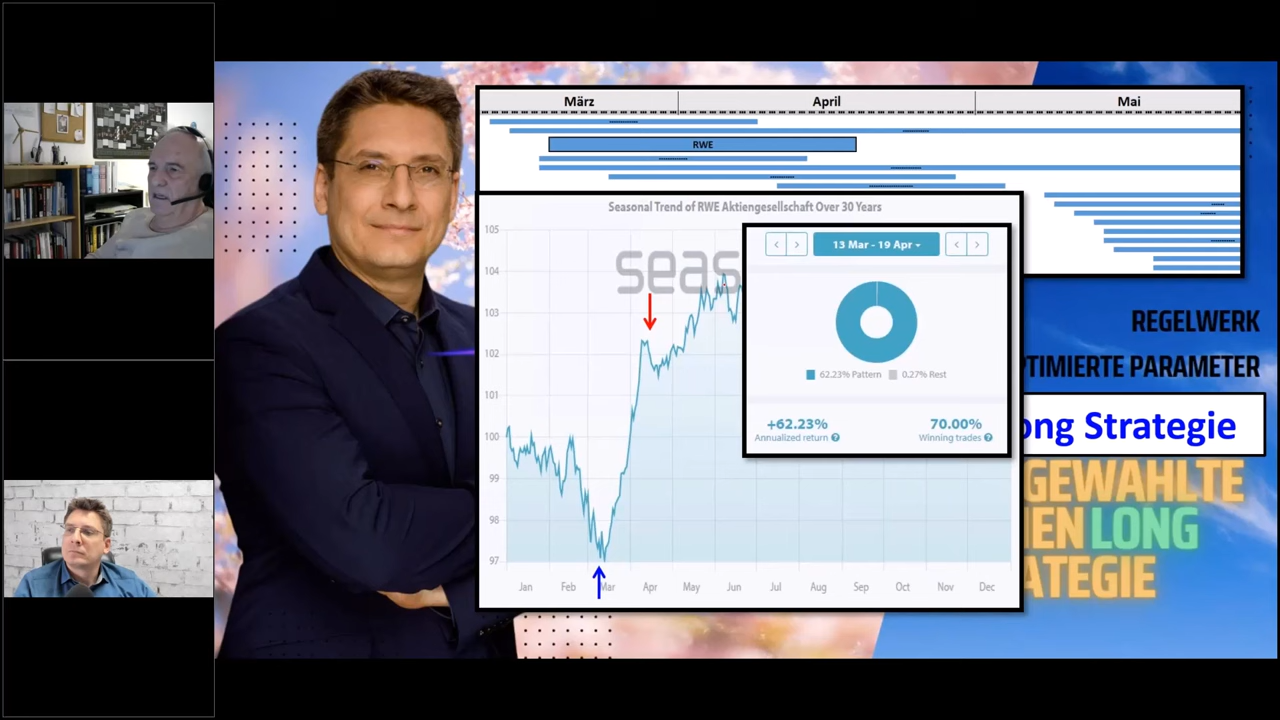 März
April
Mai
RWE
Seasonal Trend of RWE Aktiengesellschaft Over 30 Years
seas
105
104
103
102
101
100
99
98
97
Jan
Feb
Mar
Apr
May
Jun
Jul
Aug
Sep
Oct
Nov
Dec
13 Mar - 19 Apr
62.23% Pattern
0.27% Rest
+62.23%
Annualized return
70.00%
Winning trades
REGELWERK
PTIMIERTE PARAMETER
ong Strategie
GEWAHLTE
EN LONG
ATEGIE